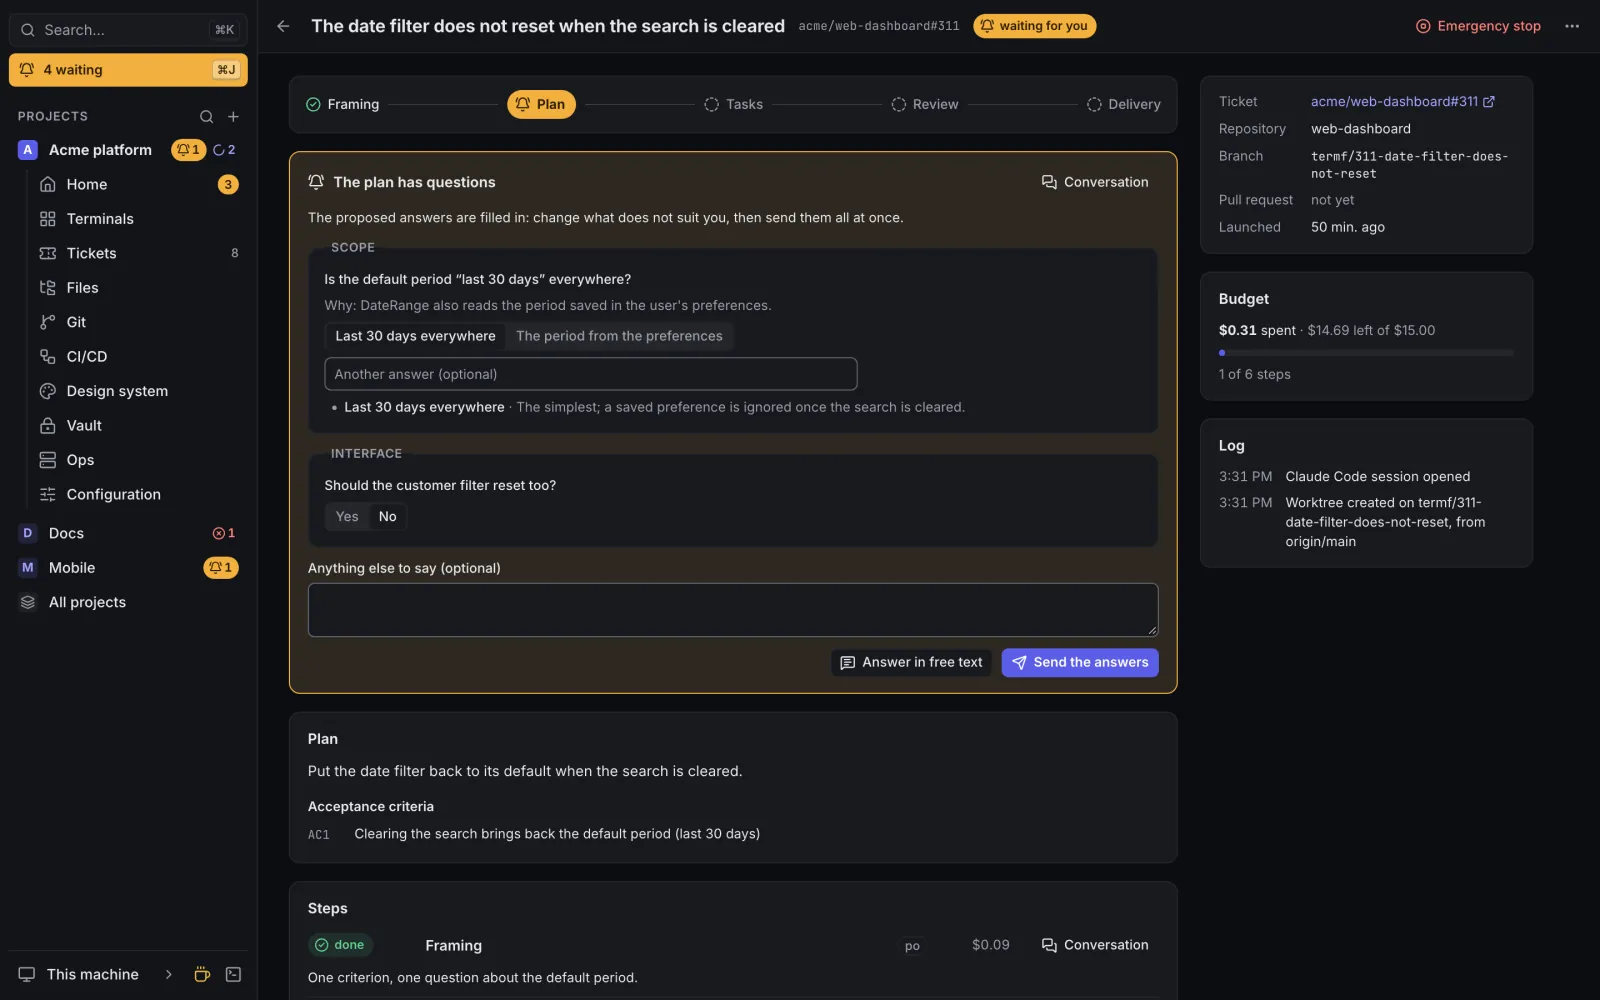 Search...
⌘K
4 waiting
⌘J
PROJECTS
A
Acme platform
1
2
Home
3
Terminals
Tickets
8
Files
Git
CI/CD
Design system
Vault
Ops
Configuration
D
Docs
1
M
Mobile
1
All projects
This machine
The date filter does not reset when the search is cleared
acme/web-dashboard#311
waiting for you
Emergency stop
Framing
Plan
Tasks
Review
Delivery
The plan has questions
Conversation
The proposed answers are filled in: change what does not suit you, then send them all at once.
SCOPE
Is the default period “last 30 days” everywhere?
Why: DateRange also reads the period saved in the user's preferences.
Last 30 days everywhere
The period from the preferences
Another answer (optional)
• Last 30 days everywhere · The simplest; a saved preference is ignored once the search is cleared.
INTERFACE
Should the customer filter reset too?
Yes
No
Anything else to say (optional)
Answer in free text
Send the answers
Plan
Put the date filter back to its default when the search is cleared.
Acceptance criteria
AC1
Clearing the search brings back the default period (last 30 days)
Steps
done
Framing
po
$0.09
Conversation
One criterion, one question about the default period.
Ticket
acme/web-dashboard#311
Repository
web-dashboard
Branch
termf/311-date-filter-does-
not-reset
Pull request
not yet
Launched
50 min. ago
Budget
$0.31 spent · $14.69 left of $15.00
1 of 6 steps
Log
3:31 PM
Claude Code session opened
3:31 PM
Worktree created on termf/311-
date-filter-does-not-reset, from
origin/main